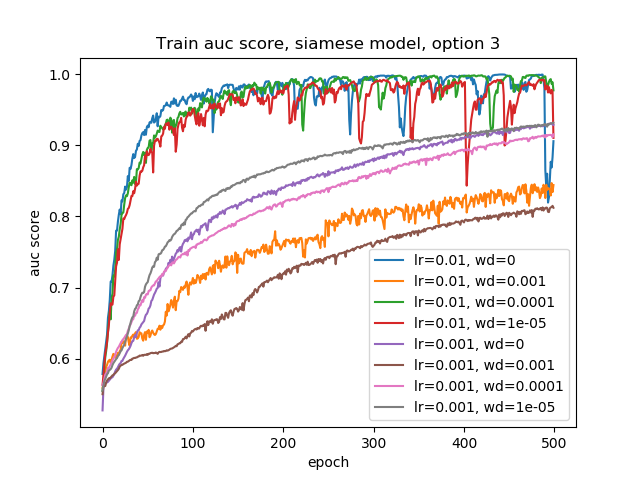 Train auc score, siamese model, option 3
1.0
0.9
0.8
0.7
0.6
auc score
0
100
200
300
400
500
epoch
lr=0.01, wd=0
lr=0.01, wd=0.001
lr=0.01, wd=0.0001
lr=0.01, wd=1e-05
lr=0.001, wd=0
lr=0.001, wd=0.001
lr=0.001, wd=0.0001
lr=0.001, wd=1e-05